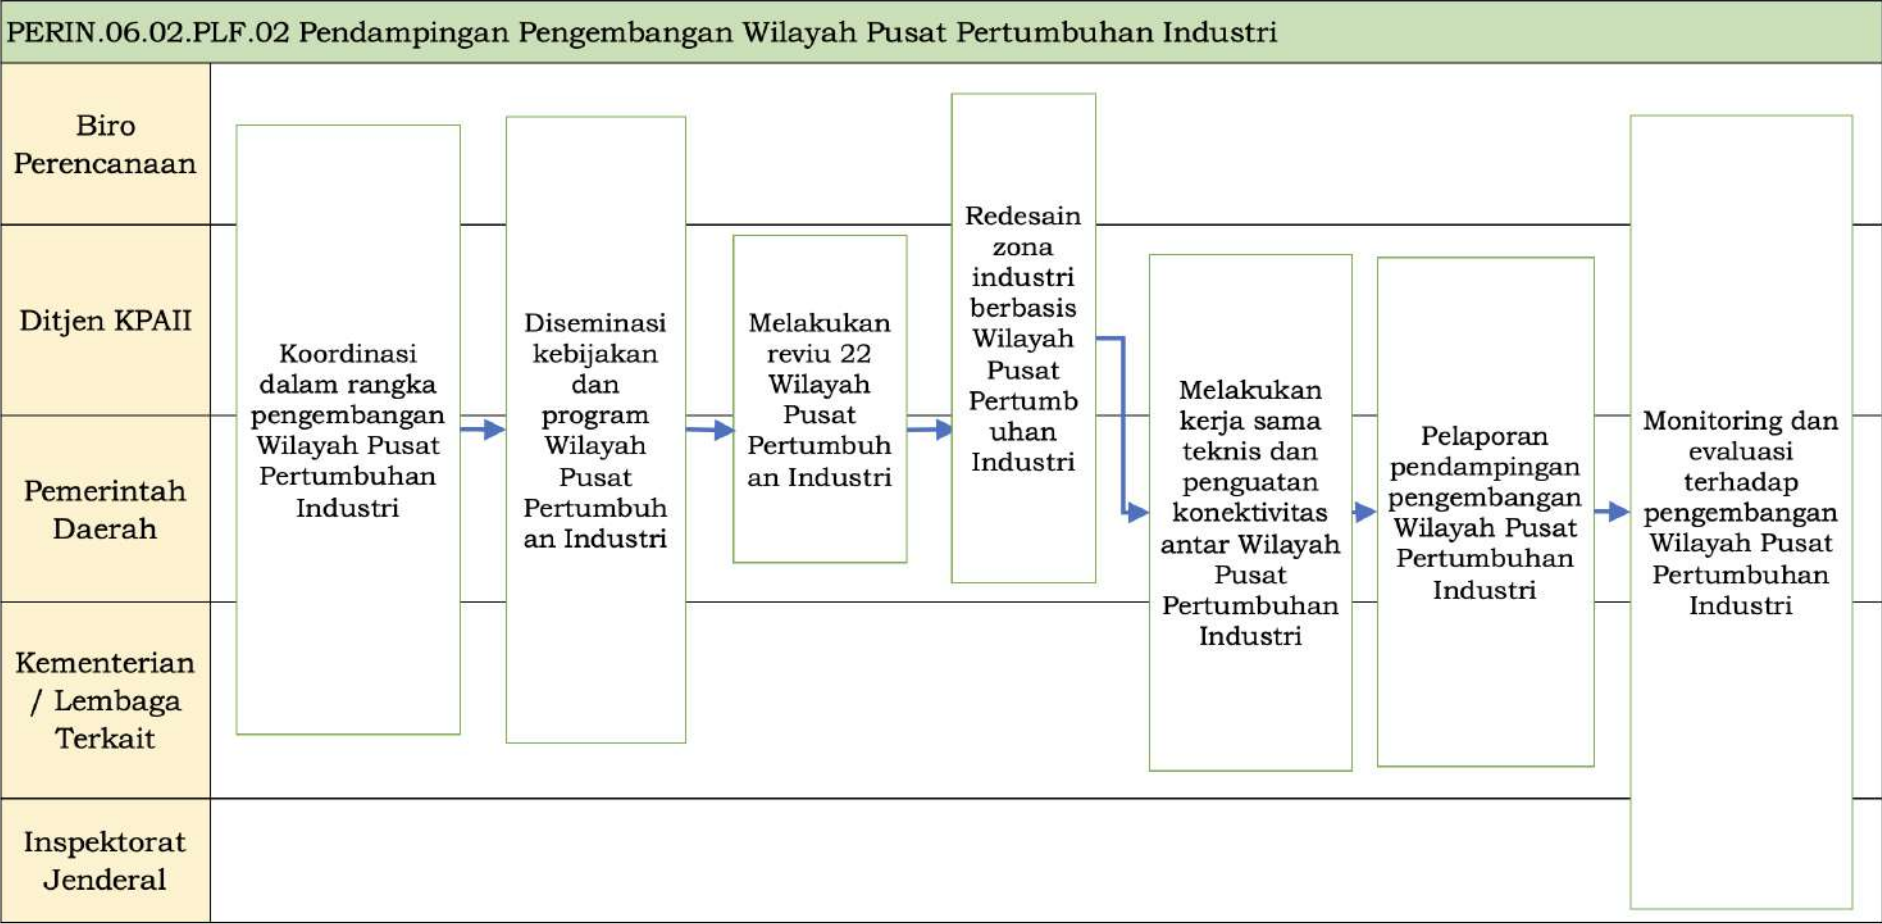 PERIN.06.02.PLF.02 Pendampingan Pengembangan Wilayah Pusat Pertumbuhan Industri
Biro
Perencanaan
Ditjen KPAII
Pemerintah
Daerah
Kementerian
/ Lembaga
Terkait
Inspektorat
Jenderal
Koordinasi
dalam rangka
pengembangan
Wilayah Pusat
Pertumbuhan
Industri
Diseminasi
kebijakan
dan
program
Wilayah
Pusat
Pertumbuh
an Industri
Melakukan
reviu 22
Wilayah
Pusat
Pertumbuh
an Industri
Redesain
zona
industri
berbasis
Wilayah
Pusat
Pertumb
uhan
Industri
Melakukan
kerja sama
teknis dan
penguatan
konektivitas
antar Wilayah
Pusat
Pertumbuhan
Industri
Pelaporan
pendampingan
pengembangan
Wilayah Pusat
Pertumbuhan
Industri
Monitoring dan
evaluasi
terhadap
pengembangan
Wilayah Pusat
Pertumbuhan
Industri